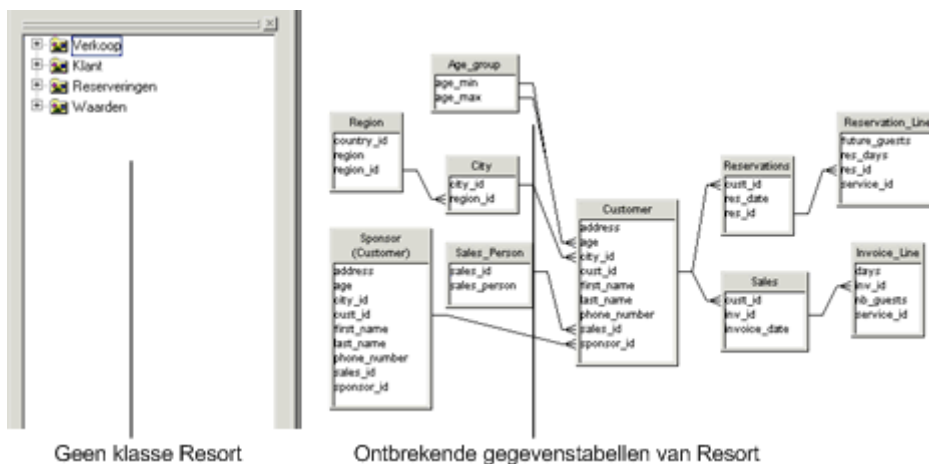 Verkoop
Klant
Reserveringen
Waarden
Age_group
age_min
age_max
Region
country_id
region
region_id
City
city_id
region_id
Sponsor
(Customer)
address
age
city_id
cust_id
first_name
last_name
phone_number
sales_id
sponsor_id
Sales_Person
sales_id
sales_person
Customer
address
age
city_id
cust_id
first_name
last_name
phone_number
sales_id
sponsor_id
Reservations
cust_id
res_date
res_id
Reservation_Line
future_guests
res_days
res_id
service_id
Sales
cust_id
inv_id
invoice_date
Invoice_Line
days
inv_id
nb_guests
service_id
Geen klasse Resort
Ontbrekende gegevenstabellen van Resort